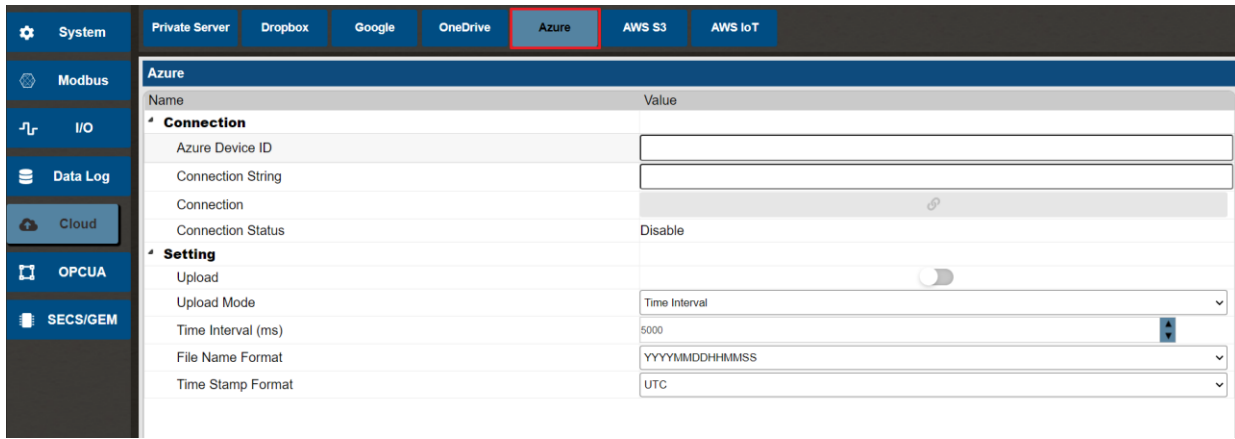 System
Modbus
I/O
Data Log
Cloud
OPCUA
SECS/GEM
Private Server Dropbox Google OneDrive Azure AWS S3 AWS IoT
Azure
Name Value
Connection
Azure Device ID
Connection String
Connection
Connection Status Disable
Setting
Upload
Upload Mode Time Interval
Time Interval (ms) 5000
File Name Format YYYYMMDDHHMMSS
Time Stamp Format UTC